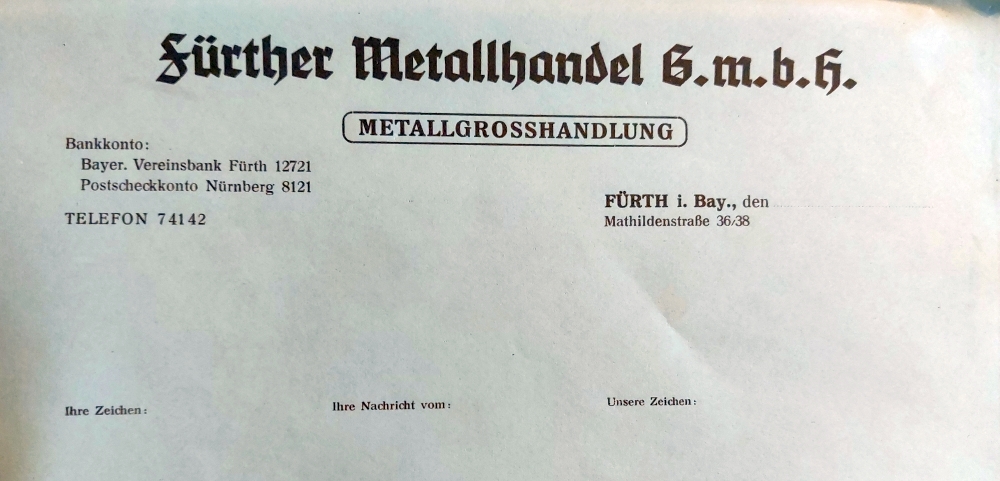 Fürther Metallhandel G.m.b.H.
METALLGROSSHANDLUNG
Bankkonto:
Bayer. Vereinsbank Fürth 12721
Postscheckkonto Nürnberg 8121
TELEFON 74142
FÜRTH i. Bay., den
Mathildenstraße 36/38
Ihre Zeichen:
Ihre Nachricht vom:
Unsere Zeichen: